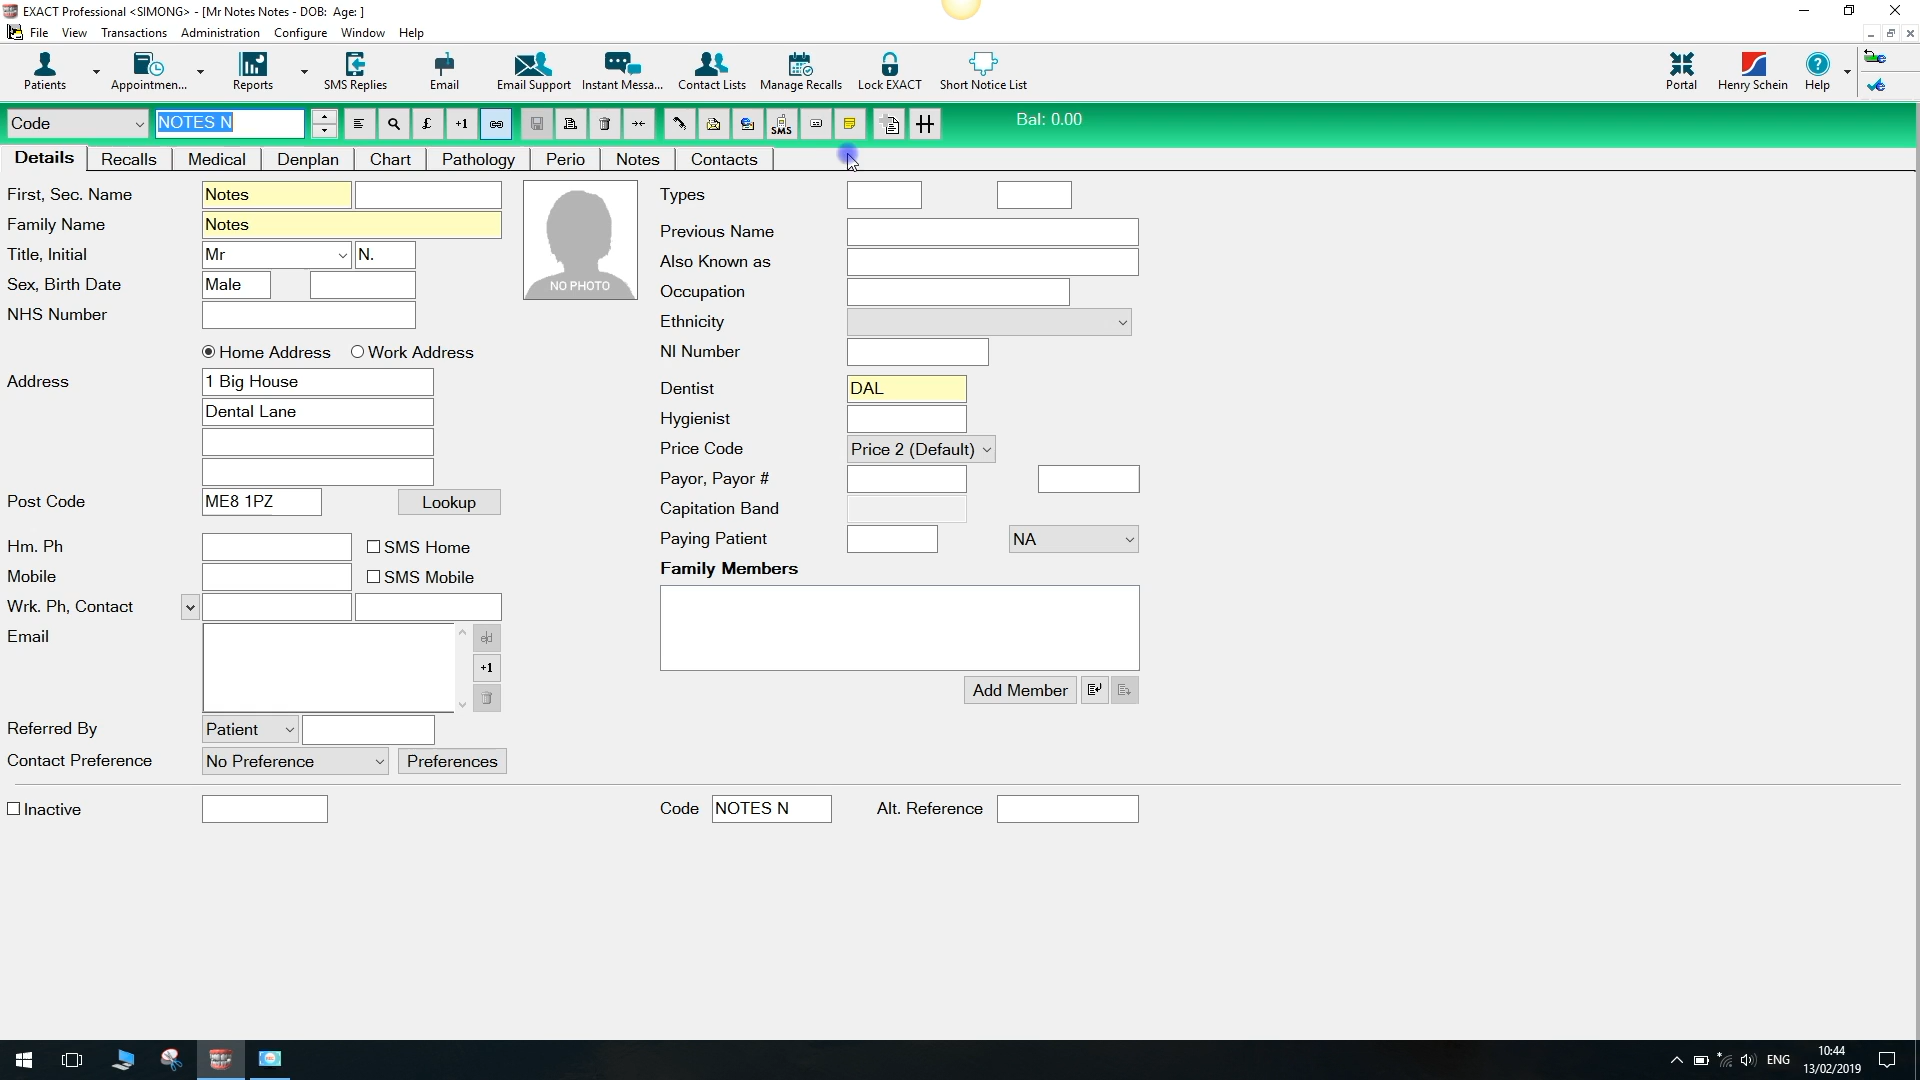 EXACT Professional <SIMONG> - [Mr Notes Notes - DOB:  Age: ]
File View Transactions Administration Configure Window Help
Patients Appointmen... Reports SMS Replies Email Email Support Instant Messa... Contact Lists Manage Recalls Lock EXACT Short Notice List Portal Henry Schein Help
Code NOTES N £ +1 SMS Bal: 0.00
Details Recalls Medical Denplan Chart Pathology Perio Notes Contacts
First, Sec. Name Notes Types
Family Name Notes Previous Name
Title, Initial Mr N. Also Known as
Sex, Birth Date Male Occupation
NHS Number Ethnicity
NO PHOTO
Home Address Work Address NI Number
Address 1 Big House Dentist DAL
Dental Lane Hygienist
Price Code Price 2 (Default)
Payor, Payor #
Post Code ME8 1PZ Lookup Capitation Band
Hm. Ph SMS Home Paying Patient NA
Mobile SMS Mobile Family Members
Wrk. Ph, Contact
Email
+1
Add Member
Referred By Patient
Contact Preference No Preference Preferences
Inactive Code NOTES N Alt. Reference
ENG 10:44
13/02/2019